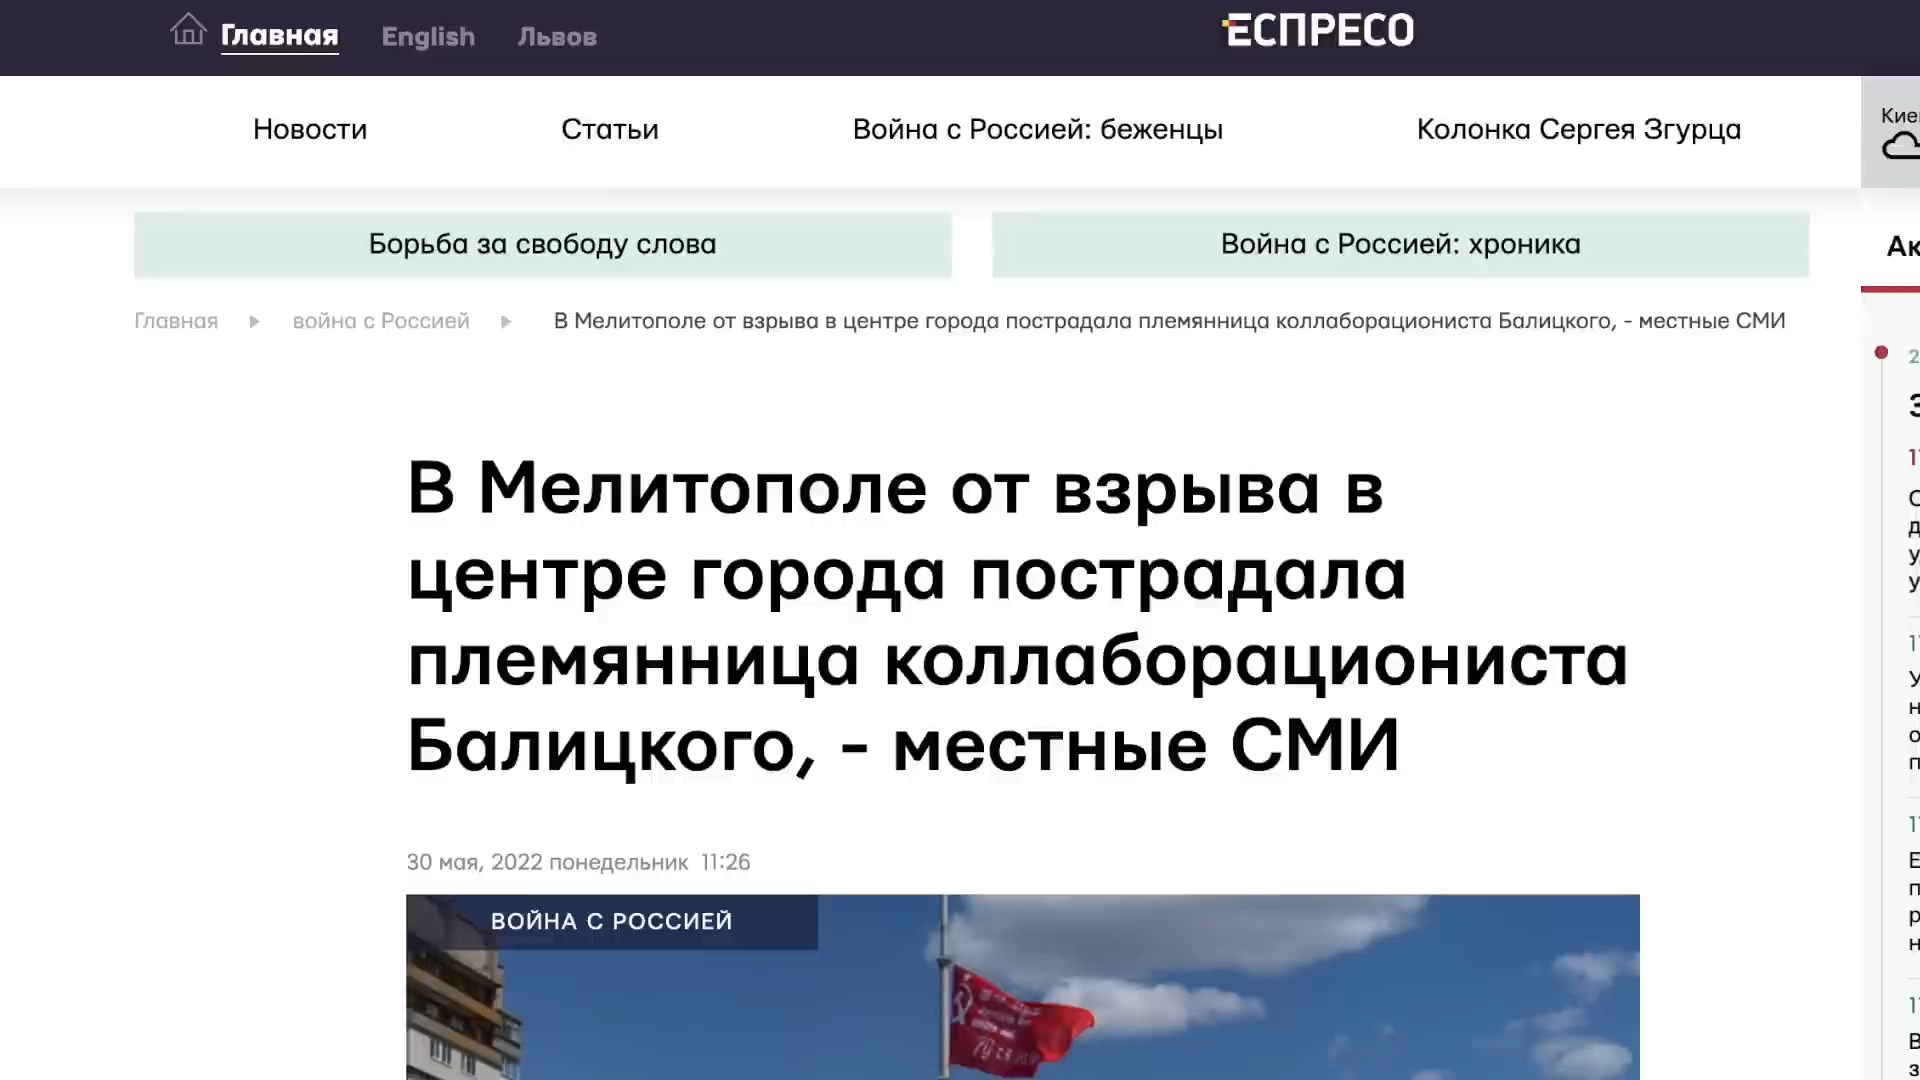 Главная English Львов
ЕСПРЕСО
Новости Статьи Война с Россией: беженцы Колонка Сергея Згурца
Борьба за свободу слова Война с Россией: хроника
Главная война с Россией В Мелитополе от взрыва в центре города пострадала племянница коллаборациониста Балицкого, - местные СМИ
В Мелитополе от взрыва в
центре города пострадала
племянница коллаборациониста
Балицкого, - местные СМИ
30 мая, 2022 понедельник 11:26
ВОЙНА С РОССИЕЙ